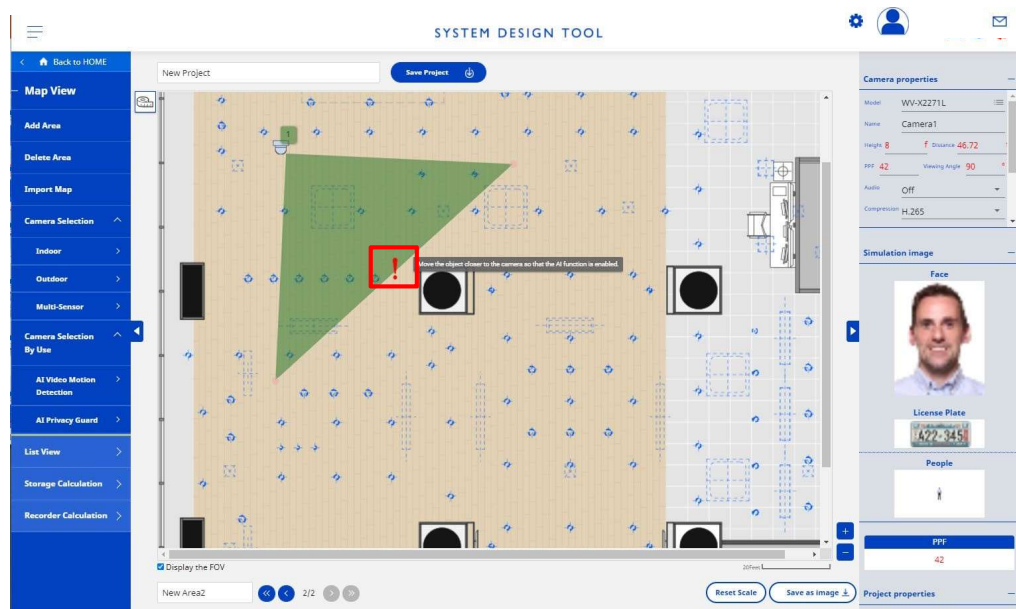 SYSTEM DESIGN TOOL
Back to HOME
Map View
Add Area
Delete Area
Import Map
Camera Selection
Indoor
Outdoor
Multi-Sensor
Camera Selection
By Use
AI Video Motion
Detection
AI Privacy Guard
List View
Storage Calculation
Recorder Calculation
New Project
Save Project
1
!
Move the object closer to the camera so that the AI function is enabled.
Display the FOV
20Feet
New Area2
2/2
Reset Scale
Save as image
Camera properties
Model WV-X2271L
Name Camera1
Height 8 f Distance 46.72
PPF 42 Viewing Angle 90 °
Audio Off
Compression H.265
Simulation image
Face
License Plate
422-345
People
PPF
42
Project properties